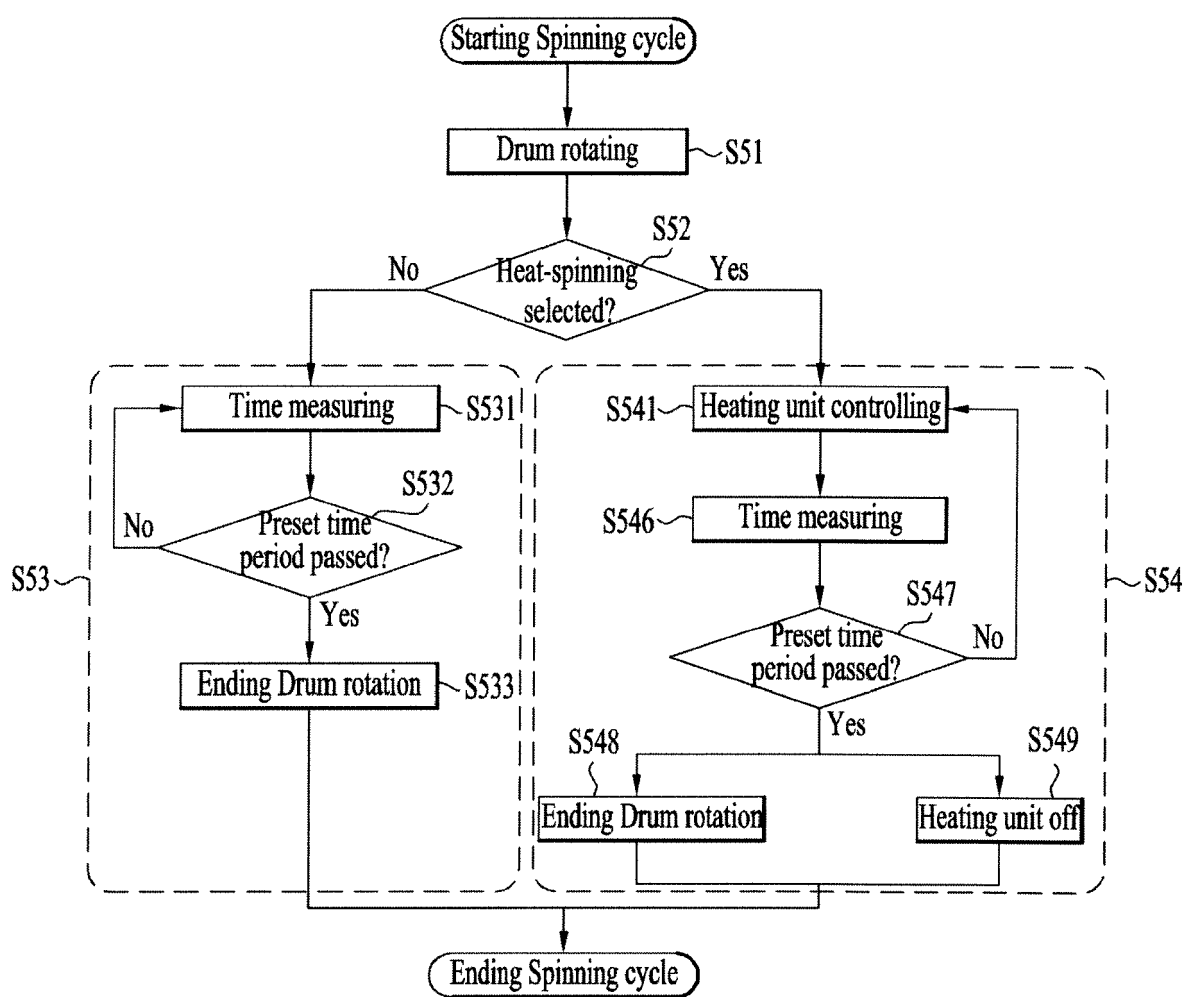 Starting Spinning cycle
Drum rotating
S51
S52
No
Heat-spinning
selected?
Yes
Time measuring
S531
S532
No
Preset time
period passed?
S53
Yes
Ending Drum rotation
S533
S541
Heating unit controlling
S546
Time measuring
S547
Preset time
period passed?
No
S54
Yes
S548
S549
Ending Drum rotation
Heating unit off
Ending Spinning cycle